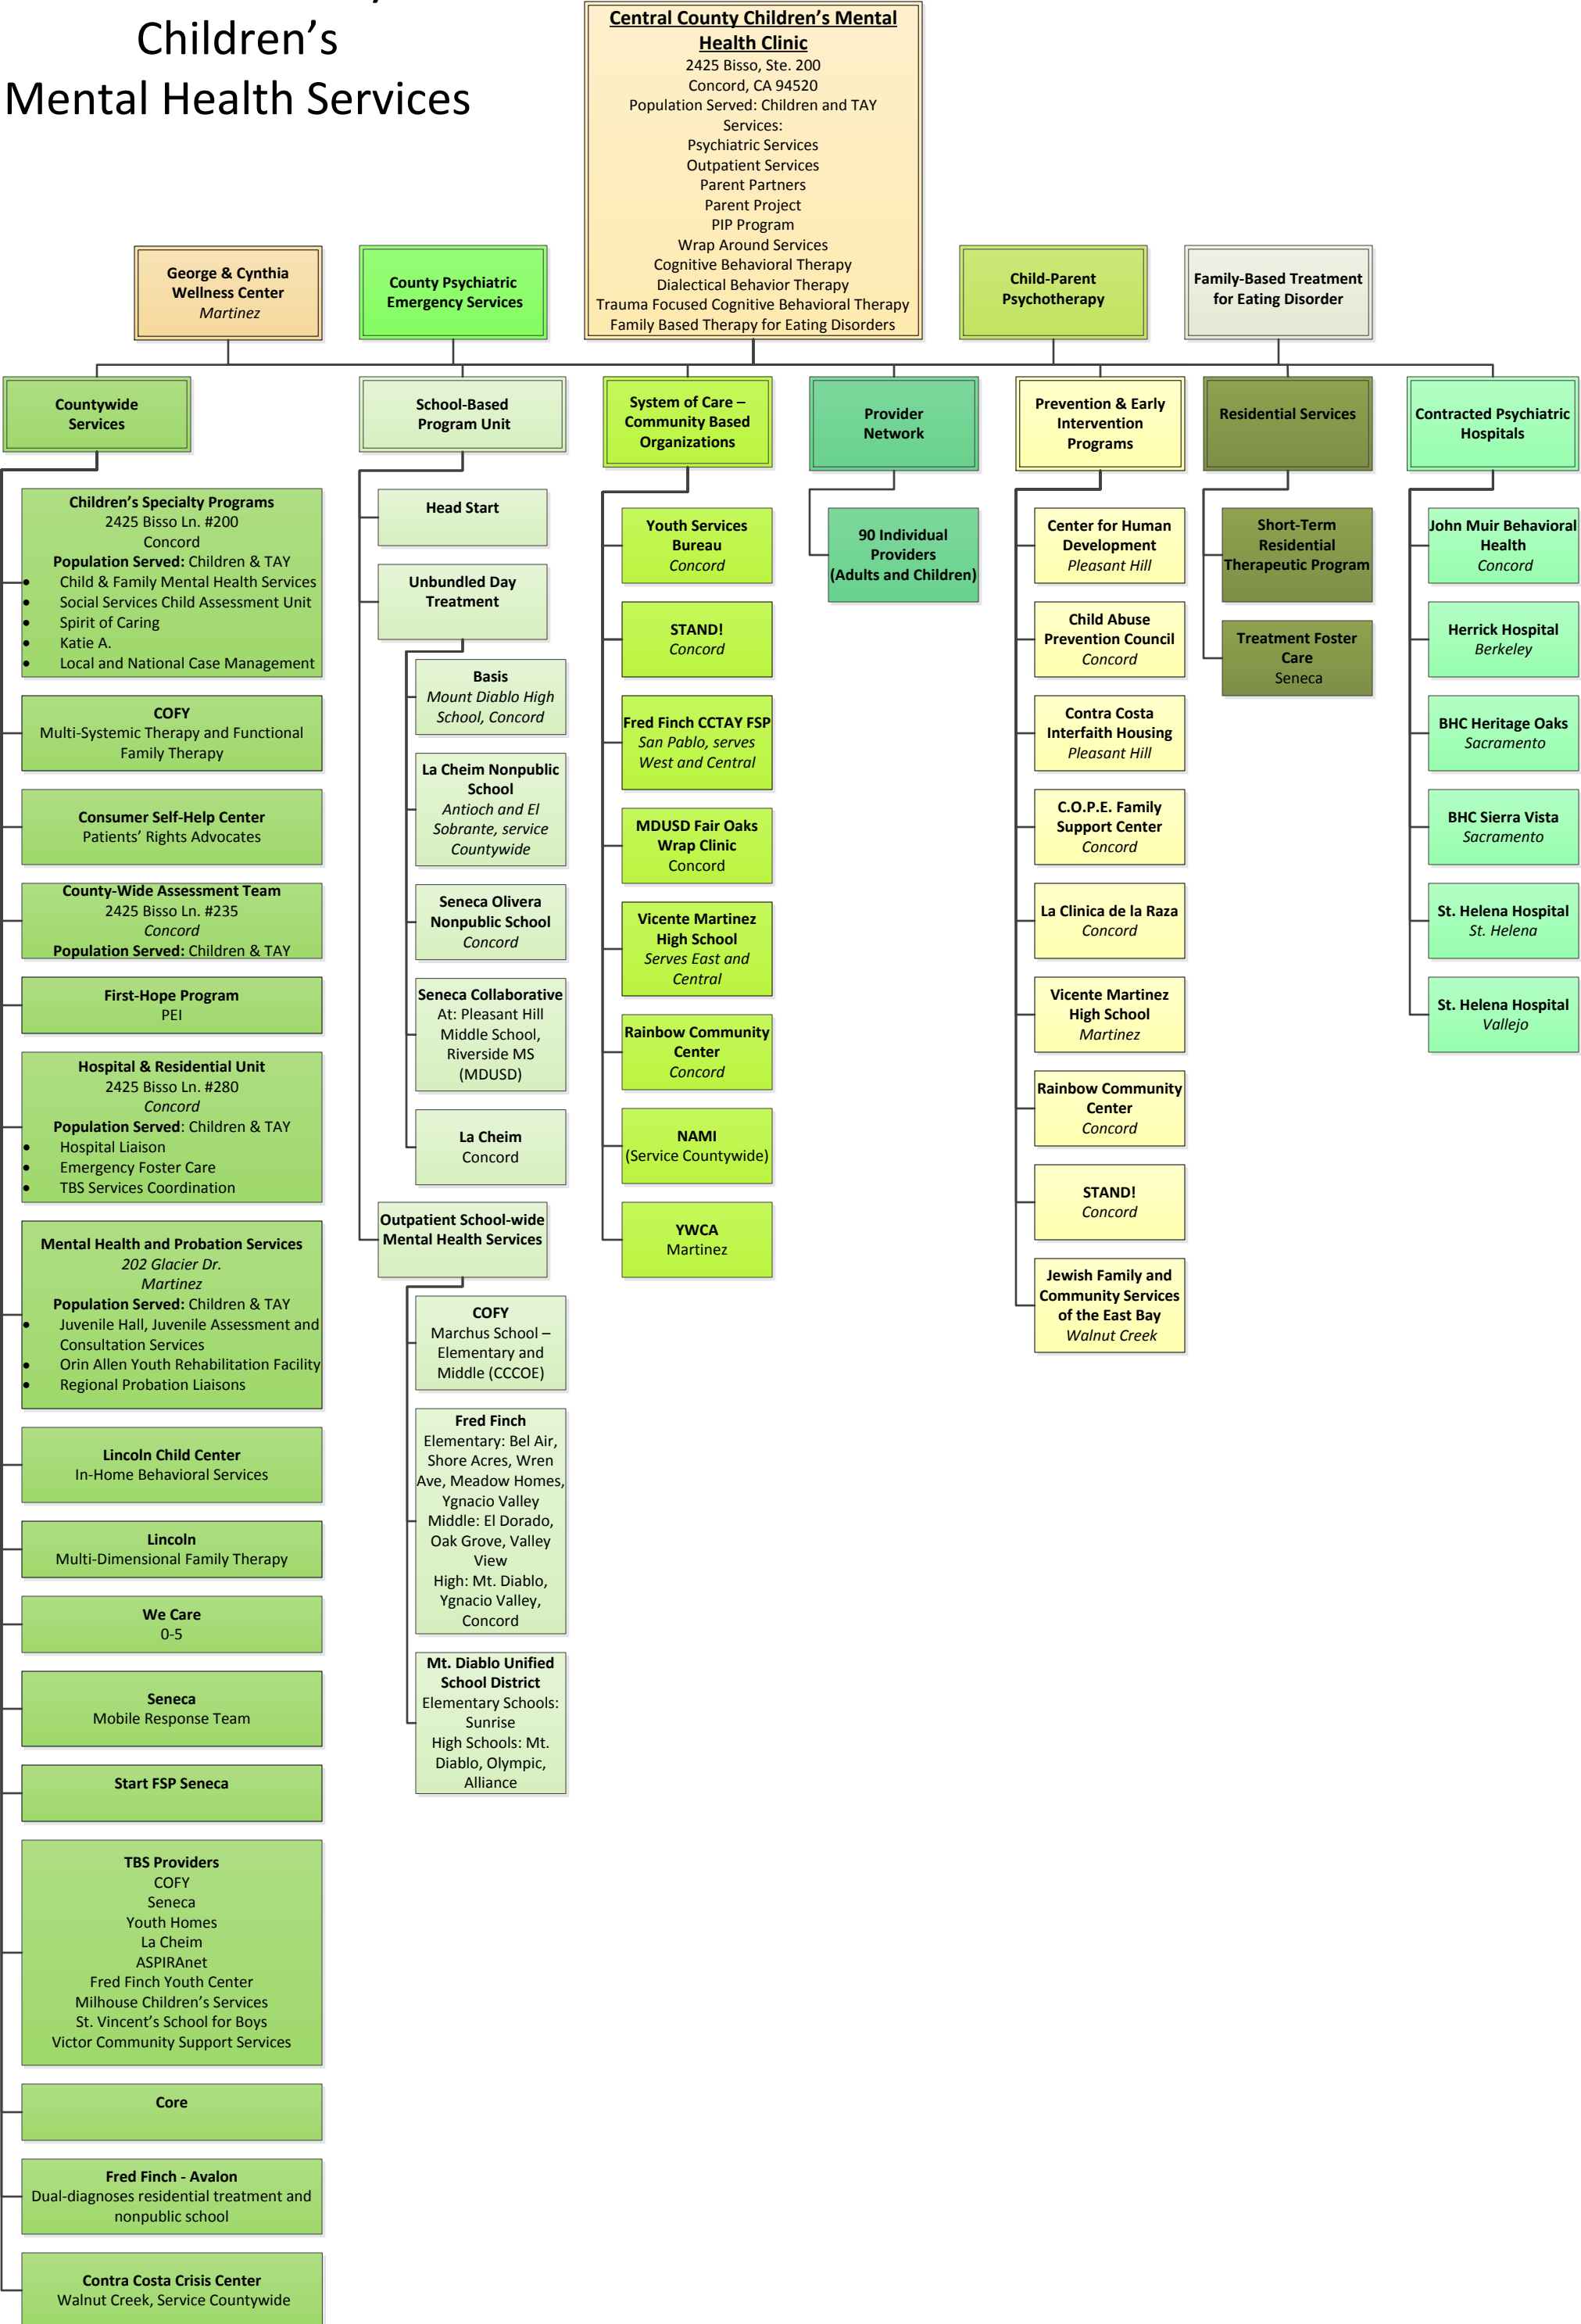 Children's
Mental Health Services
Central County Children's Mental
Health Clinic
2425 Bisso, Ste. 200
Concord, CA 94520
Population Served: Children and TAY
Services:
Psychiatric Services
Outpatient Services
Parent Partners
Parent Project
PIP Program
Wrap Around Services
Cognitive Behavioral Therapy
Dialectical Behavior Therapy
Trauma Focused Cognitive Behavioral Therapy
Family Based Therapy for Eating Disorders
George & Cynthia
Wellness Center
Martinez
County Psychiatric
Emergency Services
Child-Parent
Psychotherapy
Family-Based Treatment
for Eating Disorder
Countywide
Services
Children's Specialty Programs
2425 Bisso Ln. #200
Concord
Population Served: Children & TAY
• Child & Family Mental Health Services
• Social Services Child Assessment Unit
• Spirit of Caring
• Katie A.
• Local and National Case Management
COFY
Multi-Systemic Therapy and Functional
Family Therapy
Consumer Self-Help Center
Patients' Rights Advocates
County-Wide Assessment Team
2425 Bisso Ln. #235
Concord
Population Served: Children & TAY
First-Hope Program
PEI
Hospital & Residential Unit
2425 Bisso Ln. #280
Concord
Population Served: Children & TAY
• Hospital Liaison
• Emergency Foster Care
• TBS Services Coordination
Mental Health and Probation Services
202 Glacier Dr.
Martinez
Population Served: Children & TAY
• Juvenile Hall, Juvenile Assessment and
Consultation Services
• Orin Allen Youth Rehabilitation Facility
• Regional Probation Liaisons
Lincoln Child Center
In-Home Behavioral Services
Lincoln
Multi-Dimensional Family Therapy
We Care
0-5
Seneca
Mobile Response Team
Start FSP Seneca
TBS Providers
COFY
Seneca
Youth Homes
La Cheim
ASPIRAnet
Fred Finch Youth Center
Milhouse Children's Services
St. Vincent's School for Boys
Victor Community Support Services
Core
Fred Finch - Avalon
Dual-diagnoses residential treatment and
nonpublic school
Contra Costa Crisis Center
Walnut Creek, Service Countywide
School-Based
Program Unit
Head Start
Unbundled Day
Treatment
Basis
Mount Diablo High
School, Concord
La Cheim Nonpublic
School
Antioch and El
Sobrante, service
Countywide
Seneca Olivera
Nonpublic School
Concord
Seneca Collaborative
At: Pleasant Hill
Middle School,
Riverside MS
(MDUSD)
La Cheim
Concord
Outpatient School-wide
Mental Health Services
COFY
Marchus School –
Elementary and
Middle (CCCOE)
Fred Finch
Elementary: Bel Air,
Shore Acres, Wren
Ave, Meadow Homes,
Ygnacio Valley
Middle: El Dorado,
Oak Grove, Valley
View
High: Mt. Diablo,
Ygnacio Valley,
Concord
Mt. Diablo Unified
School District
Elementary Schools:
Sunrise
High Schools: Mt.
Diablo, Olympic,
Alliance
System of Care –
Community Based
Organizations
Youth Services
Bureau
Concord
STAND!
Concord
Fred Finch CCTAY FSP
San Pablo, serves
West and Central
MDUSD Fair Oaks
Wrap Clinic
Concord
Vicente Martinez
High School
Serves East and
Central
Rainbow Community
Center
Concord
NAMI
(Service Countywide)
YWCA
Martinez
Provider
Network
90 Individual
Providers
(Adults and Children)
Prevention & Early
Intervention
Programs
Center for Human
Development
Pleasant Hill
Child Abuse
Prevention Council
Concord
Contra Costa
Interfaith Housing
Pleasant Hill
C.O.P.E. Family
Support Center
Concord
La Clinica de la Raza
Concord
Vicente Martinez
High School
Martinez
Rainbow Community
Center
Concord
STAND!
Concord
Jewish Family and
Community Services
of the East Bay
Walnut Creek
Residential Services
Short-Term
Residential
Therapeutic Program
Treatment Foster
Care
Seneca
Contracted Psychiatric
Hospitals
John Muir Behavioral
Health
Concord
Herrick Hospital
Berkeley
BHC Heritage Oaks
Sacramento
BHC Sierra Vista
Sacramento
St. Helena Hospital
St. Helena
St. Helena Hospital
Vallejo